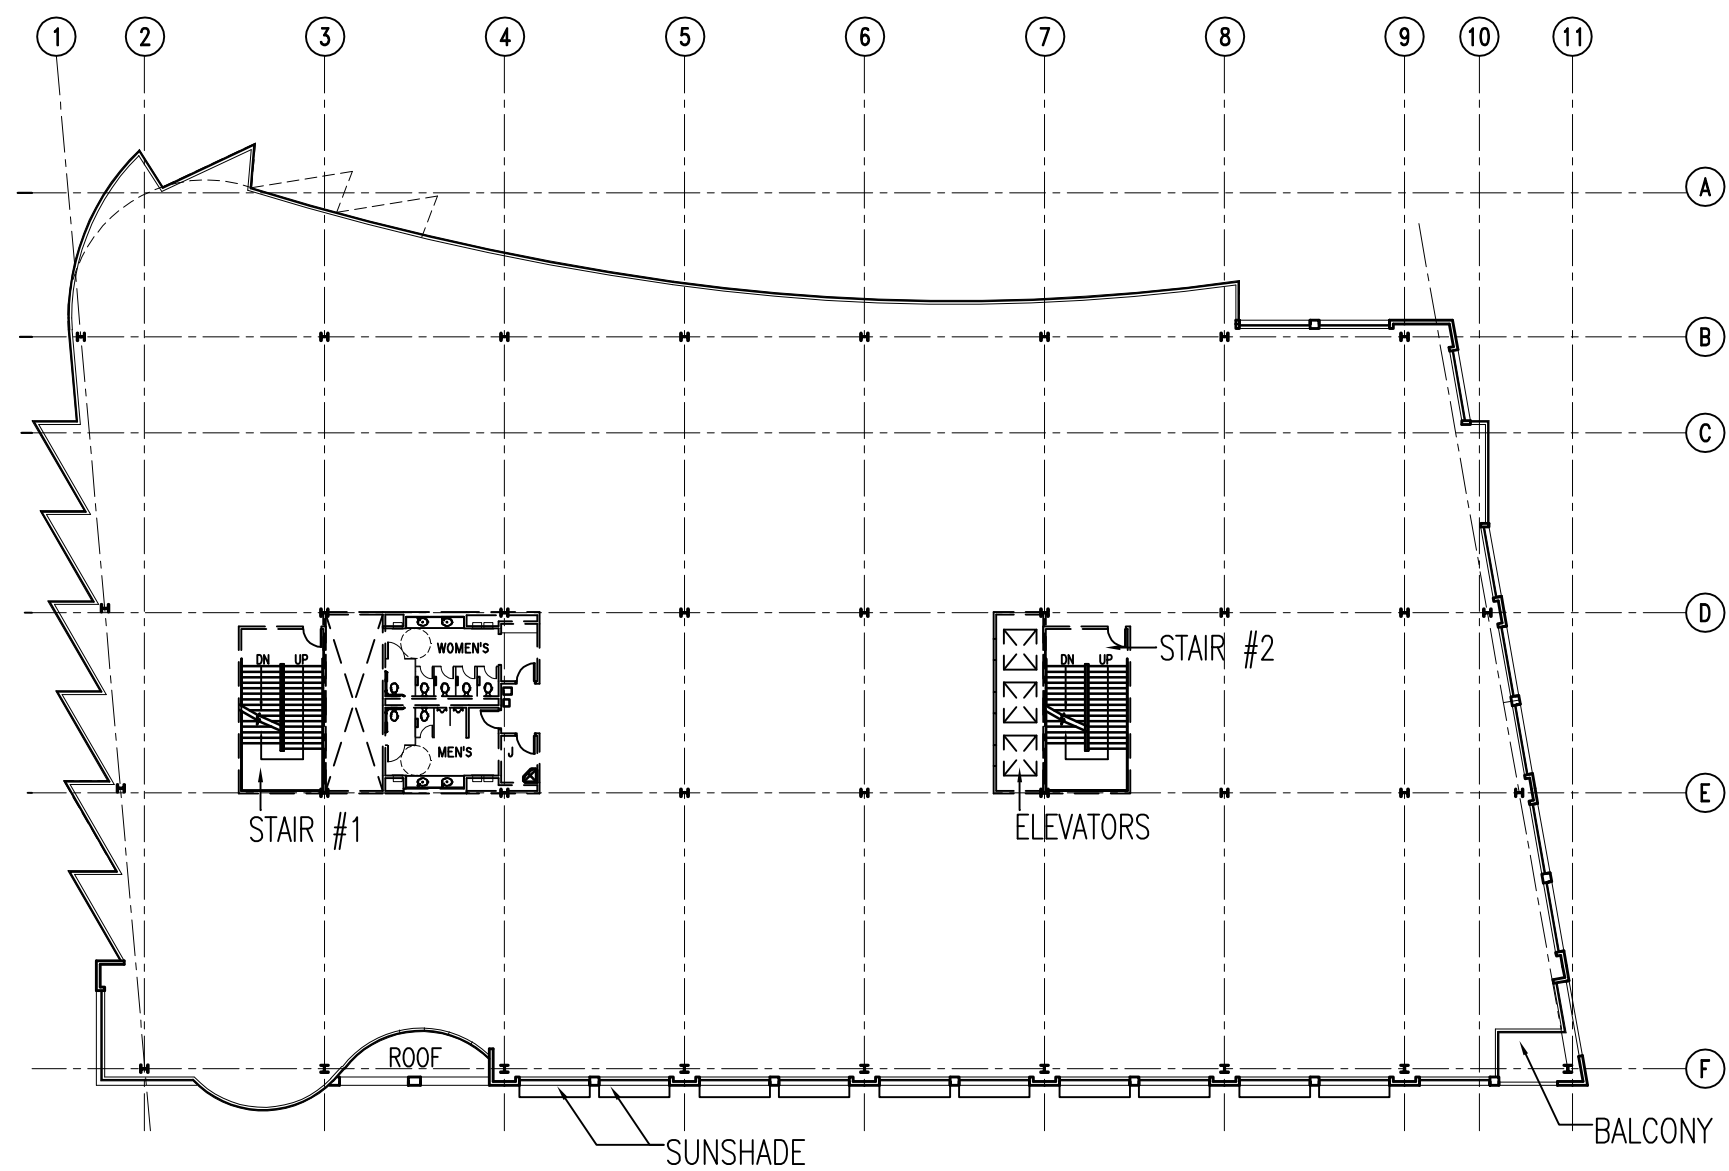 1 2 3 4 5 6 7 8 9 10 11
A
B
C
D
WOMEN'S
STAIR #2
DN UP
DN UP
MEN'S
J
E
STAIR #1
ELEVATORS
ROOF
F
BALCONY
SUNSHADE